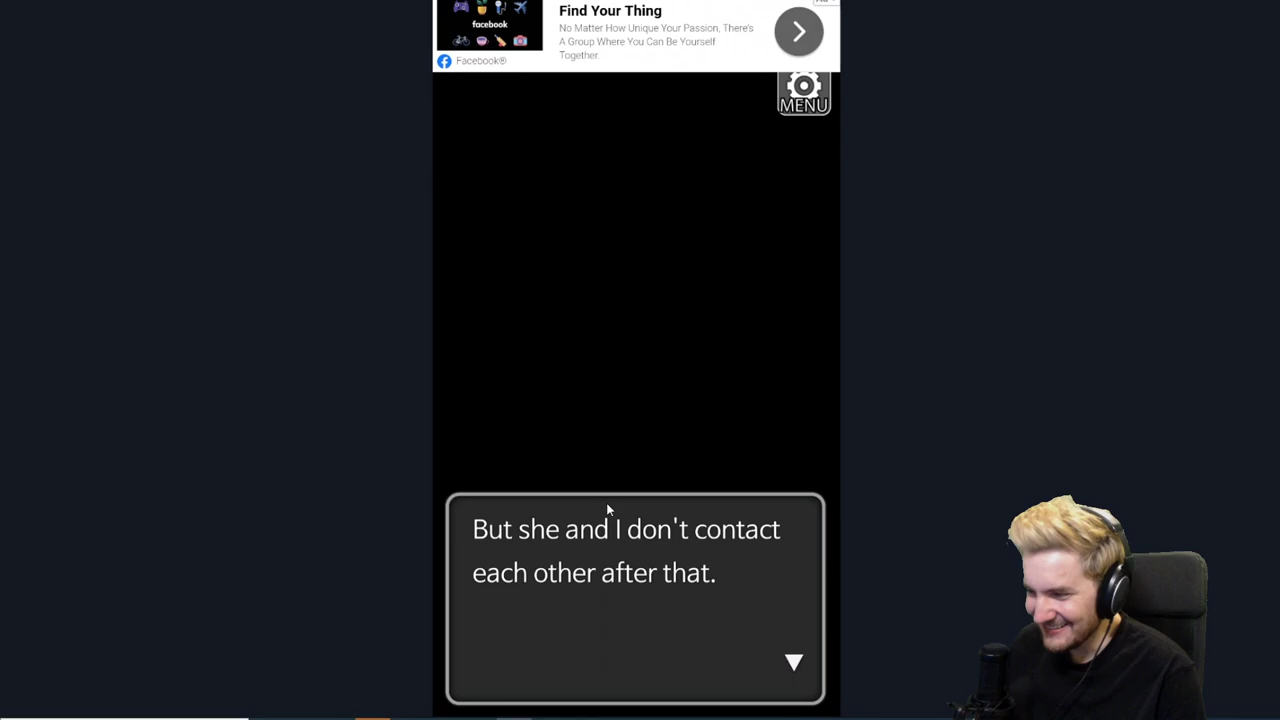 Find Your Thing
facebook
No Matter How Unique Your Passion, There's
A Group Where You Can Be Yourself
Together.
Facebook®
MENU
But she and I don't contact
each other after that.